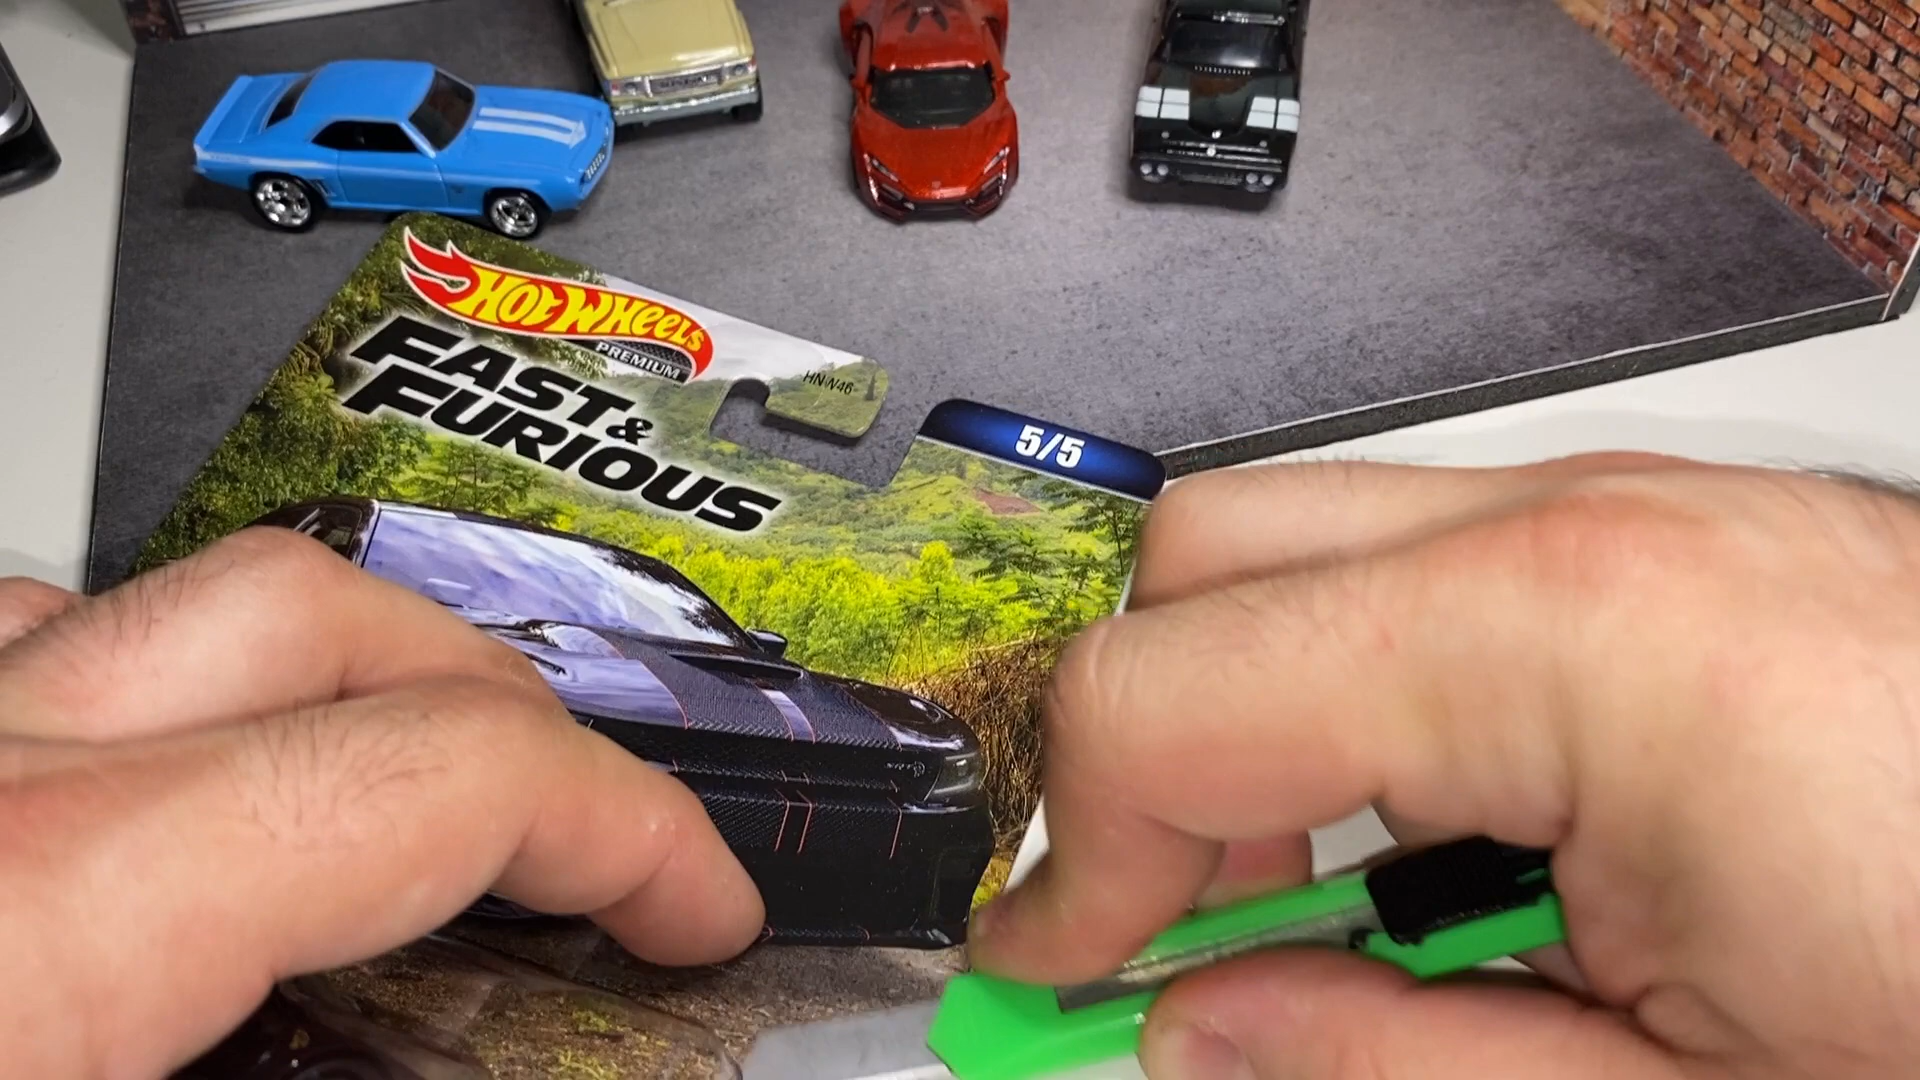 HOT WHEELS
PREMIUM
FAST &
FURIOUS
HNW46
5/5